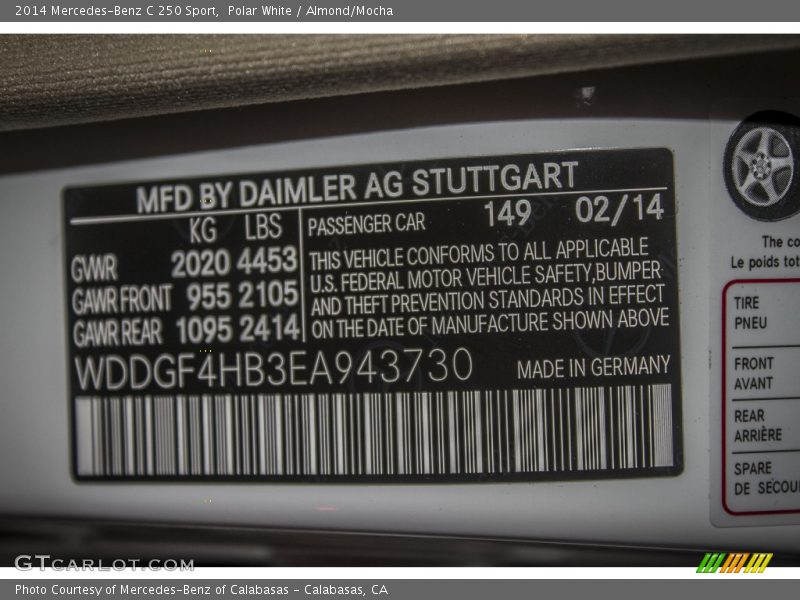 2014 Mercedes-Benz C 250 Sport, Polar White / Almond/Mocha
MFD BY DAIMLER AG STUTTGART
KG LBS
GVWR 2020 4453
GAWR FRONT 955 2105
GAWR REAR 1095 2414
PASSENGER CAR 149 02/14
THIS VEHICLE CONFORMS TO ALL APPLICABLE
U.S. FEDERAL MOTOR VEHICLE SAFETY,BUMPER
AND THEFT PREVENTION STANDARDS IN EFFECT
ON THE DATE OF MANUFACTURE SHOWN ABOVE
WDDGF4HB3EA943730 MADE IN GERMANY
The co
Le poids tot
TIRE
PNEU
FRONT
AVANT
REAR
ARRIÈRE
SPARE
DE SECOU
GTCARLOT.COM
Photo Courtesy of Mercedes-Benz of Calabasas - Calabasas, CA